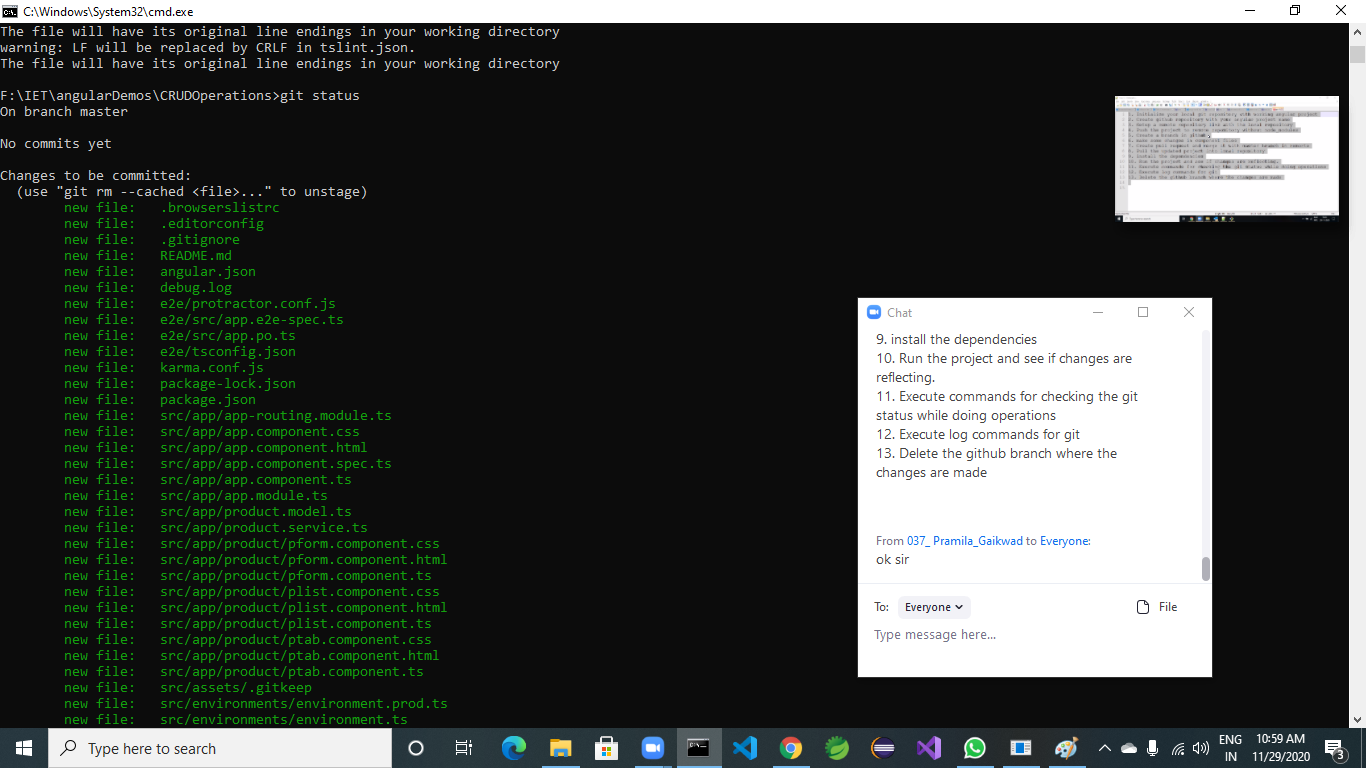 C:\Windows\System32\cmd.exe
The file will have its original line endings in your working directory
warning: LF will be replaced by CRLF in tslint.json.
The file will have its original line endings in your working directory
F:\IET\angularDemos\CRUDOperations>git status
On branch master
No commits yet
Changes to be committed:
  (use "git rm --cached <file>..." to unstage)
        new file:   .browserslistrc
        new file:   .editorconfig
        new file:   .gitignore
        new file:   README.md
        new file:   angular.json
        new file:   debug.log
        new file:   e2e/protractor.conf.js
        new file:   e2e/src/app.e2e-spec.ts
        new file:   e2e/src/app.po.ts
        new file:   e2e/tsconfig.json
        new file:   karma.conf.js
        new file:   package-lock.json
        new file:   package.json
        new file:   src/app/app-routing.module.ts
        new file:   src/app/app.component.css
        new file:   src/app/app.component.html
        new file:   src/app/app.component.spec.ts
        new file:   src/app/app.component.ts
        new file:   src/app/app.module.ts
        new file:   src/app/product.model.ts
        new file:   src/app/product.service.ts
        new file:   src/app/product/pform.component.css
        new file:   src/app/product/pform.component.html
        new file:   src/app/product/pform.component.ts
        new file:   src/app/product/plist.component.css
        new file:   src/app/product/plist.component.html
        new file:   src/app/product/plist.component.ts
        new file:   src/app/product/ptab.component.css
        new file:   src/app/product/ptab.component.html
        new file:   src/app/product/ptab.component.ts
        new file:   src/assets/.gitkeep
        new file:   src/environments/environment.prod.ts
        new file:   src/environments/environment.ts
Chat
9. install the dependencies
10. Run the project and see if changes are
reflecting.
11. Execute commands for checking the git
status while doing operations
12. Execute log commands for git
13. Delete the github branch where the
changes are made
From 037_ Pramila_Gaikwad to Everyone:
ok sir
To: Everyone File
Type message here...
Type here to search
ENG
IN
10:59 AM
11/29/2020
3